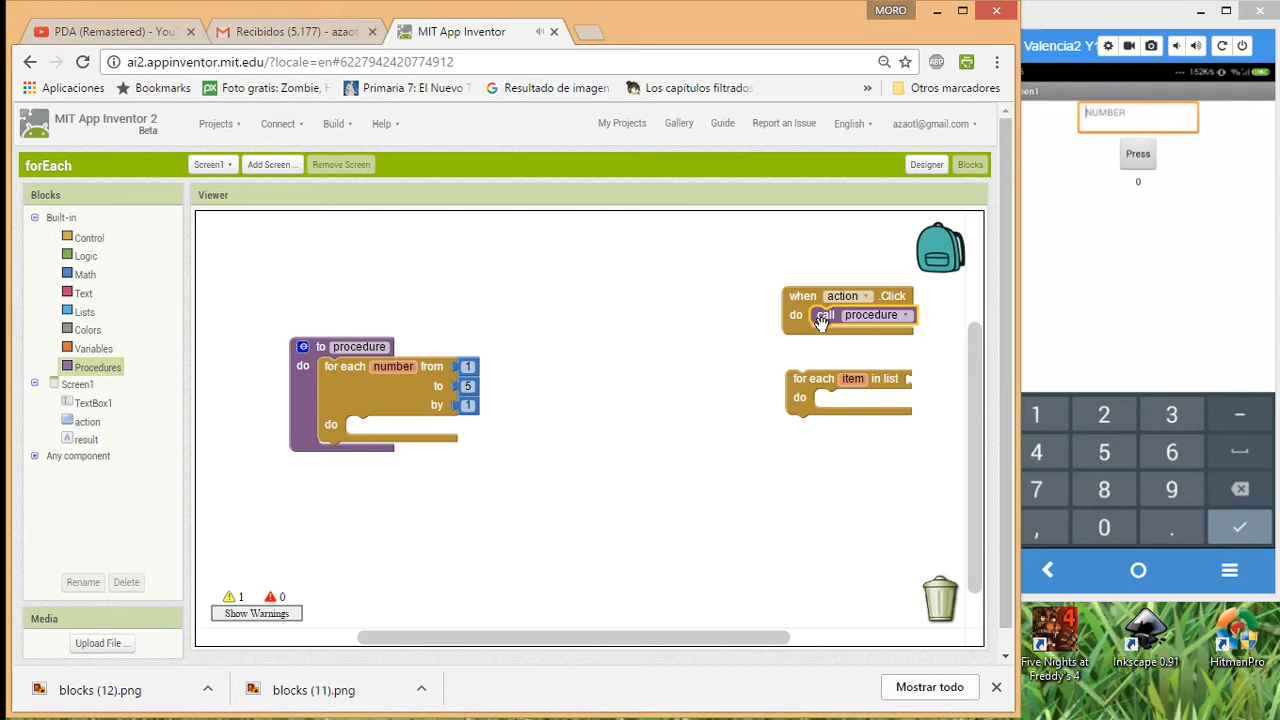 MORO
PDA (Remastered) - You
Recibidos (5.177) - azaot
MIT App Inventor
ai2.appinventor.mit.edu/?locale=en#6227942420774912
ABP
Aplicaciones
Bookmarks
px Foto gratis: Zombie, H
Primaria 7: El Nuevo T
Resultado de imagen
Los capítulos filtrados
»
Otros marcadores
MIT App Inventor 2
Beta
Projects
Connect
Build
Help
My Projects
Gallery
Guide
Report an Issue
English
azaotl@gmail.com
forEach
Screen1
Add Screen ...
Remove Screen
Designer
Blocks
Blocks
Built-in
Control
Logic
Math
Text
Lists
Colors
Variables
Procedures
Screen1
TextBox1
action
result
Any component
Rename
Delete
Media
Upload File ...
Viewer
when action .Click
do call procedure
for each item in list
do
to procedure
do for each number from 1
to 5
by 1
do
1 0
Show Warnings
blocks (12).png
blocks (11).png
Mostrar todo
Valencia2 Y1
152K/s
en1
NUMBER
Press
0
1 2 3 −
4 5 6
7 8 9
, 0 .
4
Five Nights at
Freddy's 4
Inkscape 0.91
HitmanPro